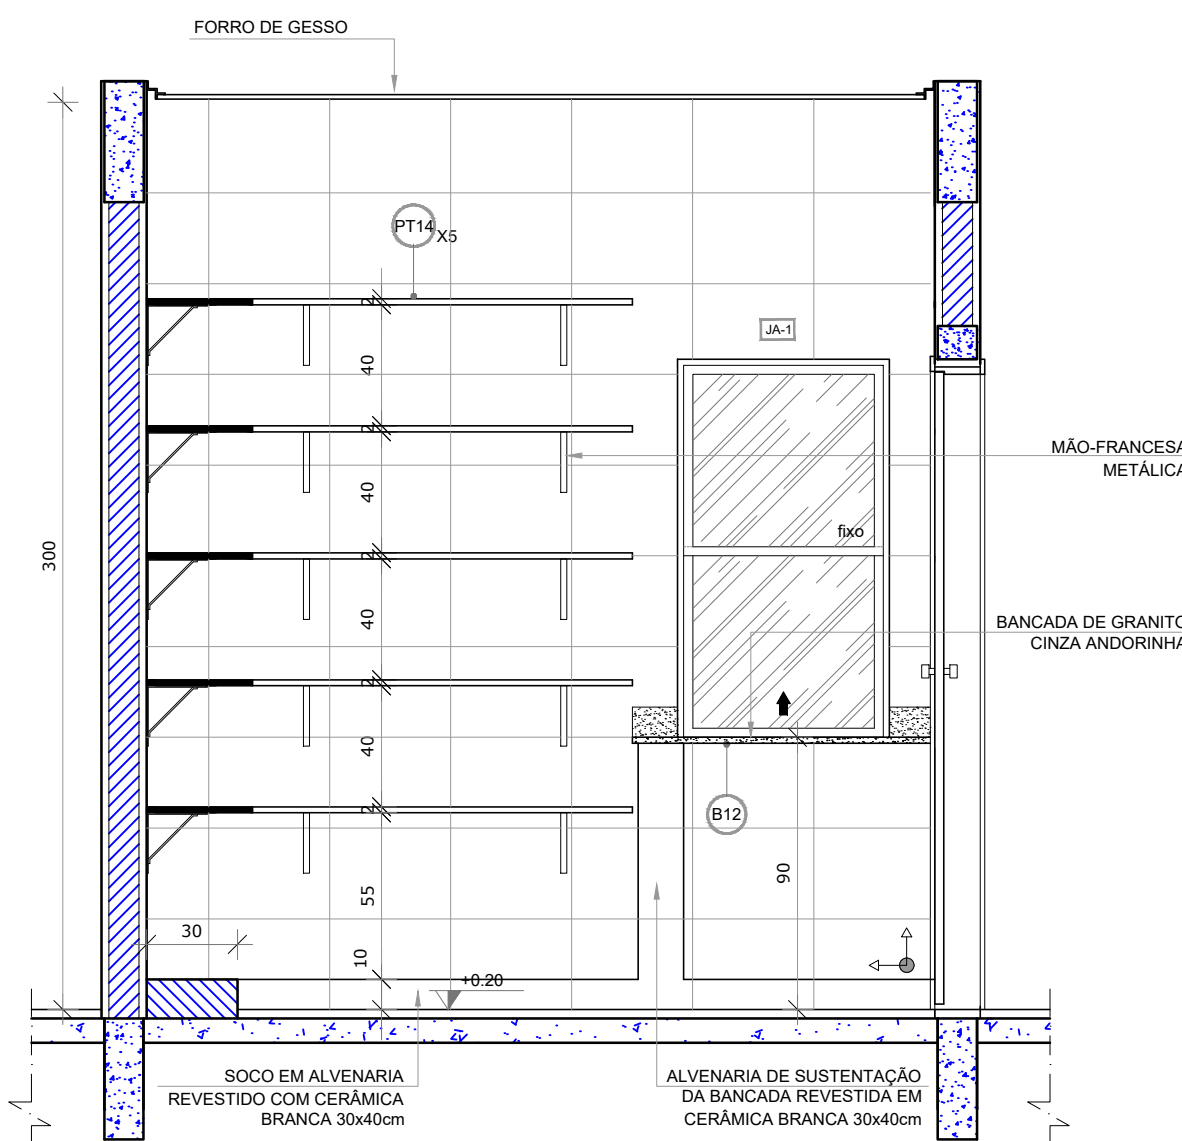 FORRO DE GESSO
PT14
X5
JA-1
40
MÃO-FRANCESA
METÁLICA
40
fixo
300
40
BANCADA DE GRANITO
CINZA ANDORINHA
40
B12
90
55
30
10
+0.20
SOCO EM ALVENARIA
REVESTIDO COM CERÂMICA
BRANCA 30x40cm
ALVENARIA DE SUSTENTAÇÃO
DA BANCADA REVESTIDA EM
CERÂMICA BRANCA 30x40cm